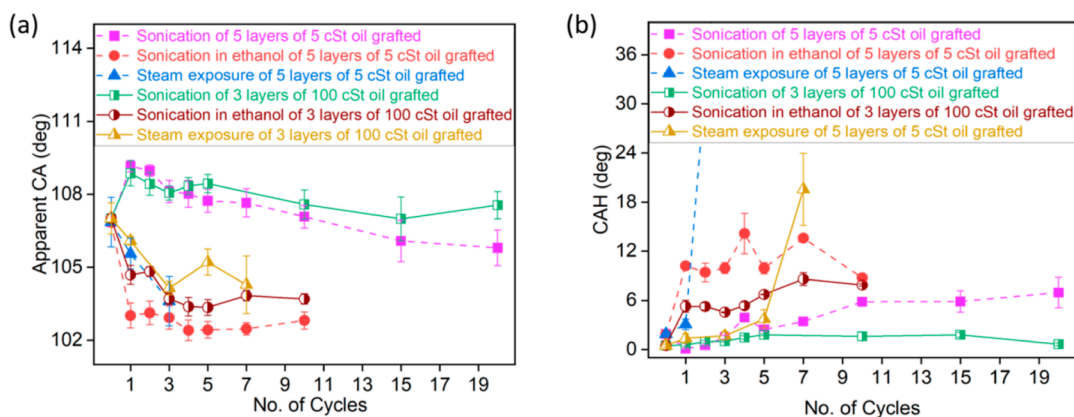 (a)
114
111
108
105
102
Apparent CA (deg)
Sonication of 5 layers of 5 cSt oil grafted
Sonication in ethanol of 5 layers of 5 cSt oil grafted
Steam exposure of 5 layers of 5 cSt oil grafted
Sonication of 3 layers of 100 cSt oil grafted
Sonication in ethanol of 3 layers of 100 cSt oil grafted
Steam exposure of 3 layers of 100 cSt oil grafted
1 3 5 7 9 11 13 15 17 19
No. of Cycles
(b)
36
30
24
18
12
6
0
CAH (deg)
Sonication of 5 layers of 5 cSt oil grafted
Sonication in ethanol of 5 layers of 5 cSt oil grafted
Steam exposure of 5 layers of 5 cSt oil grafted
Sonication of 3 layers of 100 cSt oil grafted
Sonication in ethanol of 3 layers of 100 cSt oil grafted
Steam exposure of 5 layers of 5 cSt oil grafted
1 3 5 7 9 11 13 15 17 19
No. of Cycles